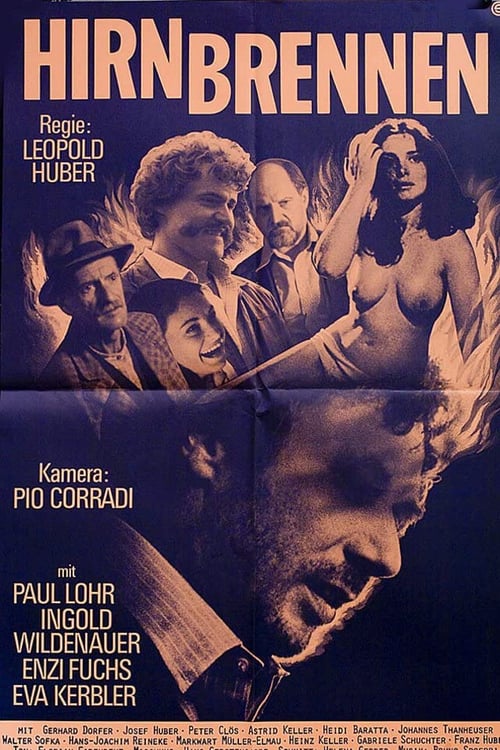 HIRNBRENNEN
Regie:
LEOPOLD
HUBER
Kamera:
PIO CORRADI
mit
PAUL LOHR
INGOLD
WILDENAUER
ENZI FUCHS
EVA KERBLER
MIT GERHARD DORFER · JOSEF HUBER · PETER CLÖS · ASTRID KELLER · HEIDI BARATTA · JOHANNES THANHEUSER
WALTER SOFKA · HANS-JOACHIM REINEKE · MARKWART MÜLLER-ELMAU · HEINZ KELLER · GABRIELE SCHUCHTER · FRANZ HUB